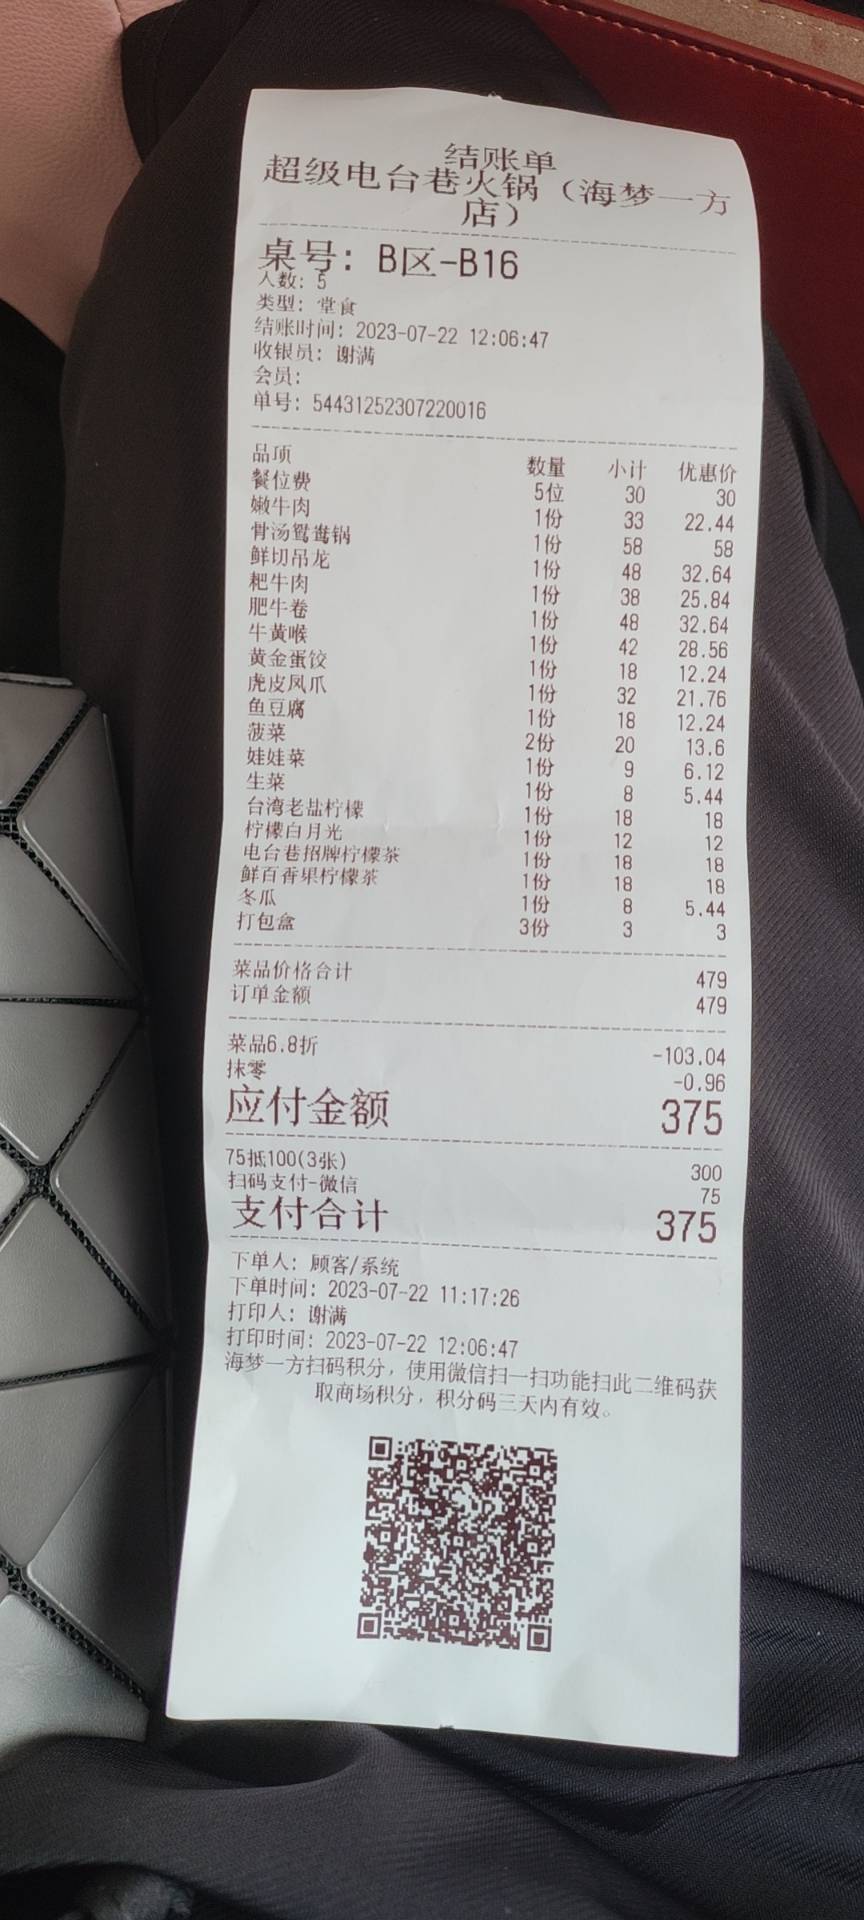 结账单
超级电台巷火锅（海梦一方
店）
桌号：B区-B16
人数：5
类型：堂食
结账时间：2023-07-22 12:06:47
收银员：谢满
会员：
单号：54431252307220016
品项 数量 小计 优惠价
餐位费 5位 30 30
嫩牛肉 1份 33 22.44
骨汤鸳鸯锅 1份 58 58
鲜切吊龙 1份 48 32.64
耙牛肉 1份 38 25.84
肥牛卷 1份 48 32.64
牛黄喉 1份 42 28.56
黄金蛋饺 1份 18 12.24
虎皮凤爪 1份 32 21.76
鱼豆腐 1份 18 12.24
菠菜 2份 20 13.6
娃娃菜 1份 9 6.12
生菜 1份 8 5.44
台湾老盐柠檬 1份 18 18
柠檬白月光 1份 12 12
电台巷招牌柠檬茶 1份 18 18
鲜百香果柠檬茶 1份 18 18
冬瓜 1份 8 5.44
打包盒 3份 3 3
菜品价格合计 479
订单金额 479
菜品6.8折 -103.04
抹零 -0.96
应付金额 375
75抵100(3张) 300
扫码支付-微信 75
支付合计 375
下单人：顾客/系统
下单时间：2023-07-22 11:17:26
打印人：谢满
打印时间：2023-07-22 12:06:47
海梦一方扫码积分，使用微信扫一扫功能扫此二维码获
取商场积分，积分码三天内有效。